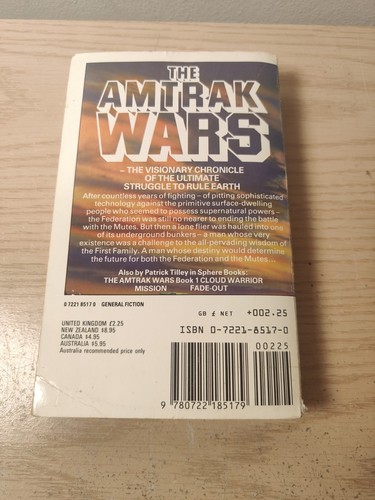 THE
AMTRAK
WARS
– THE VISIONARY CHRONICLE
OF THE ULTIMATE
STRUGGLE TO RULE EARTH
After countless years of fighting – of pitting sophisticated
technology against the primitive surface-dwelling
people who seemed to possess supernatural powers –
the Federation was still no nearer to ending the battle
with the Mutes. But then a lone flier was hauled into one
of its underground bunkers – a man whose very
existence was a challenge to the all-pervading wisdom of
the First Family. A man whose destiny would determine
the future for both the Federation and the Mutes.
Also by Patrick Tilley in Sphere Books:
THE AMTRAK WARS Book 1 CLOUD WARRIOR
MISSION FADE-OUT
0 7221 8517 0 GENERAL FICTION
UNITED KINGDOM £2.25
NEW ZEALAND $8.95
CANADA $4.95
AUSTRALIA $5.95
Australia recommended price only
GB £ NET +002.25
ISBN 0-7221-8517-0
00225
9 780722 185179